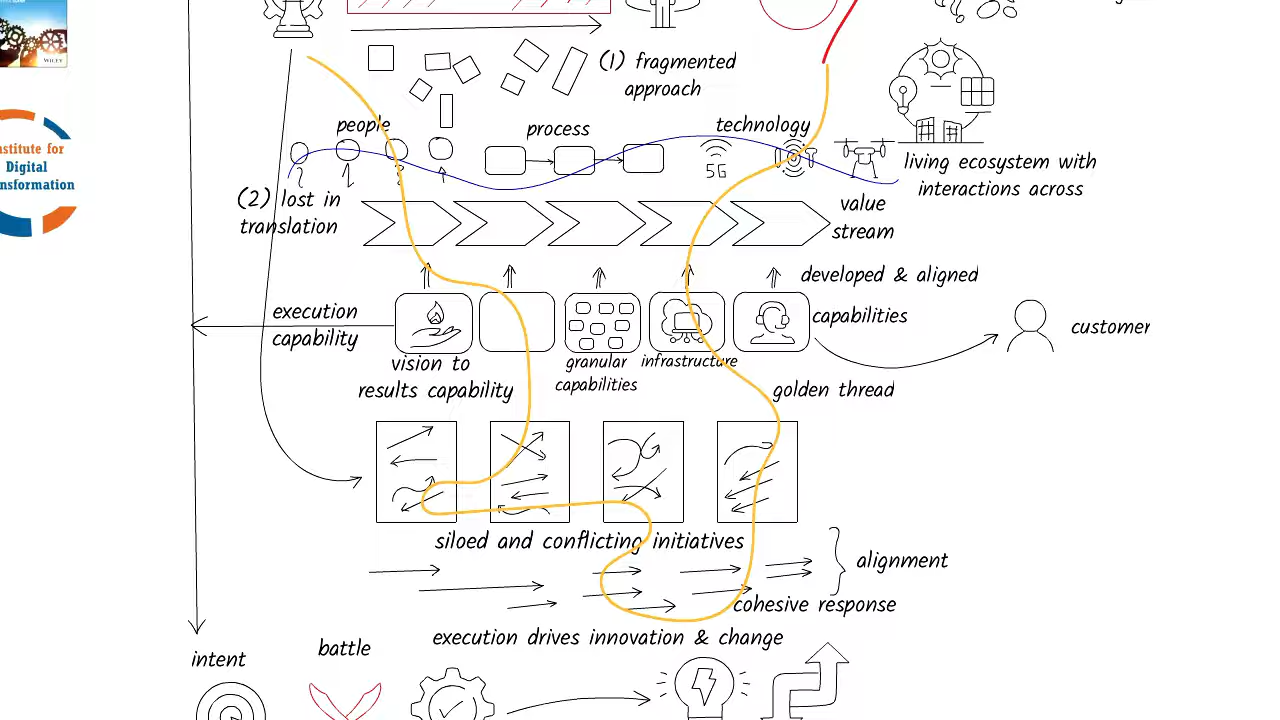 WILEY
(1) fragmented
approach
people
process
technology
5G
living ecosystem with
interactions across
Institute for
Digital
(2) lost in
translation
value
stream
developed & aligned
capabilities
execution
capability
customer
vision to
results capability
granular
capabilities
infrastructure
golden thread
siloed and conflicting initiatives
alignment
cohesive response
execution drives innovation & change
intent
battle